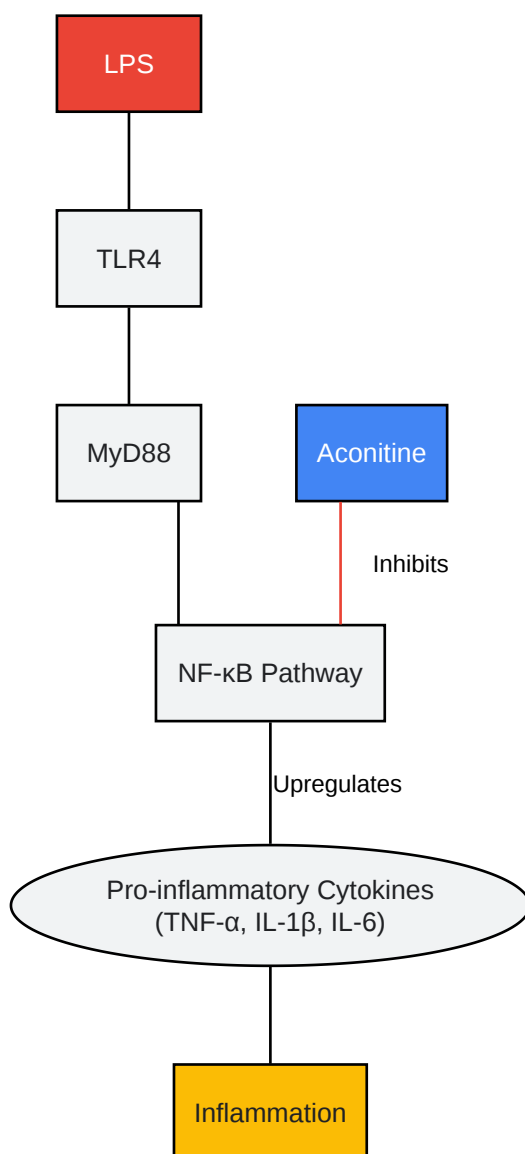 LPS
TLR4
MyD88
Aconitine
Inhibits
NF-κB Pathway
Upregulates
Pro-inflammatory Cytokines
(TNF-α, IL-1β, IL-6)
Inflammation